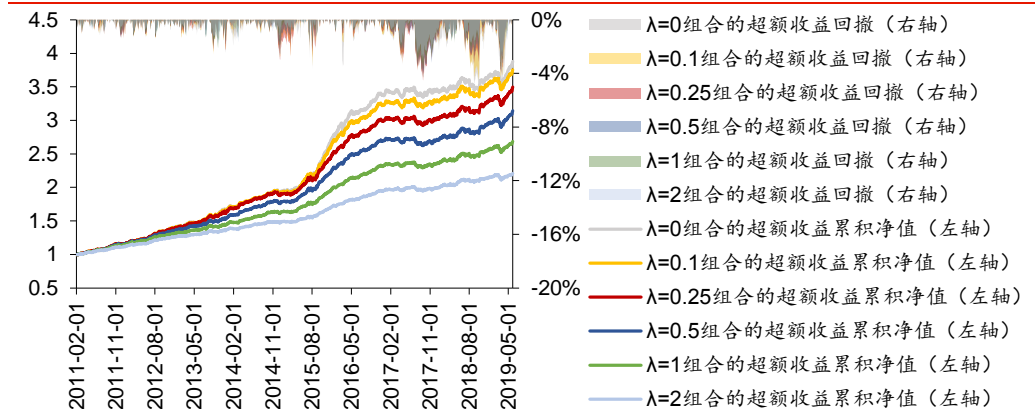 4.5
4
3.5
3
2.5
2
1.5
1
0.5
0%
-4%
-8%
-12%
-16%
-20%
2011-02-01
2011-11-01
2012-08-01
2013-05-01
2014-02-01
2014-11-01
2015-08-01
2016-05-01
2017-02-01
2017-11-01
2018-08-01
2019-05-01
λ=0组合的超额收益回撤（右轴）
λ=0.1组合的超额收益回撤（右轴）
λ=0.25组合的超额收益回撤（右轴）
λ=0.5组合的超额收益回撤（右轴）
λ=1组合的超额收益回撤（右轴）
λ=2组合的超额收益回撤（右轴）
λ=0组合的超额收益累积净值（左轴）
λ=0.1组合的超额收益累积净值（左轴）
λ=0.25组合的超额收益累积净值（左轴）
λ=0.5组合的超额收益累积净值（左轴）
λ=1组合的超额收益累积净值（左轴）
λ=2组合的超额收益累积净值（左轴）